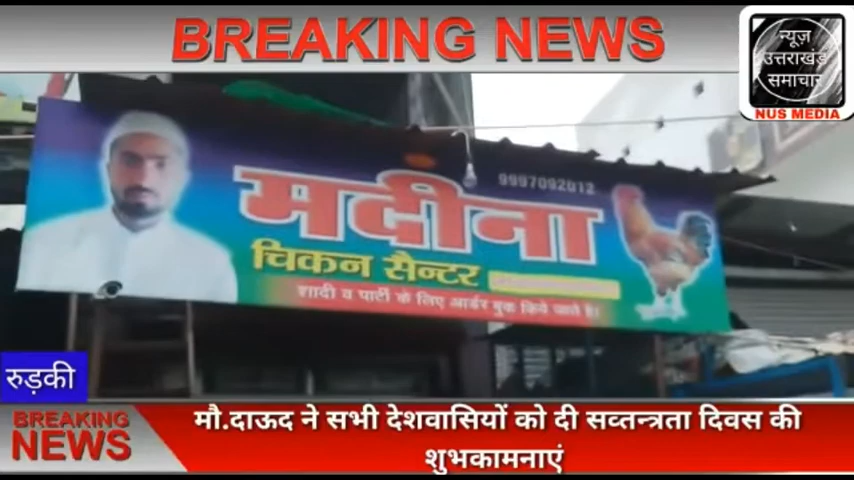 BREAKING NEWS
न्यूज़
उत्तराखंड
समाचार
NUS MEDIA
9997092012
मदीना
चिकन सैन्टर
शादी व पार्टी के लिए आर्डर बुक किये जाते है।
रुड़की
BREAKING
NEWS
मौ.दाऊद ने सभी देशवासियों को दी सव्तन्त्रता दिवस की
शुभकामनाएं